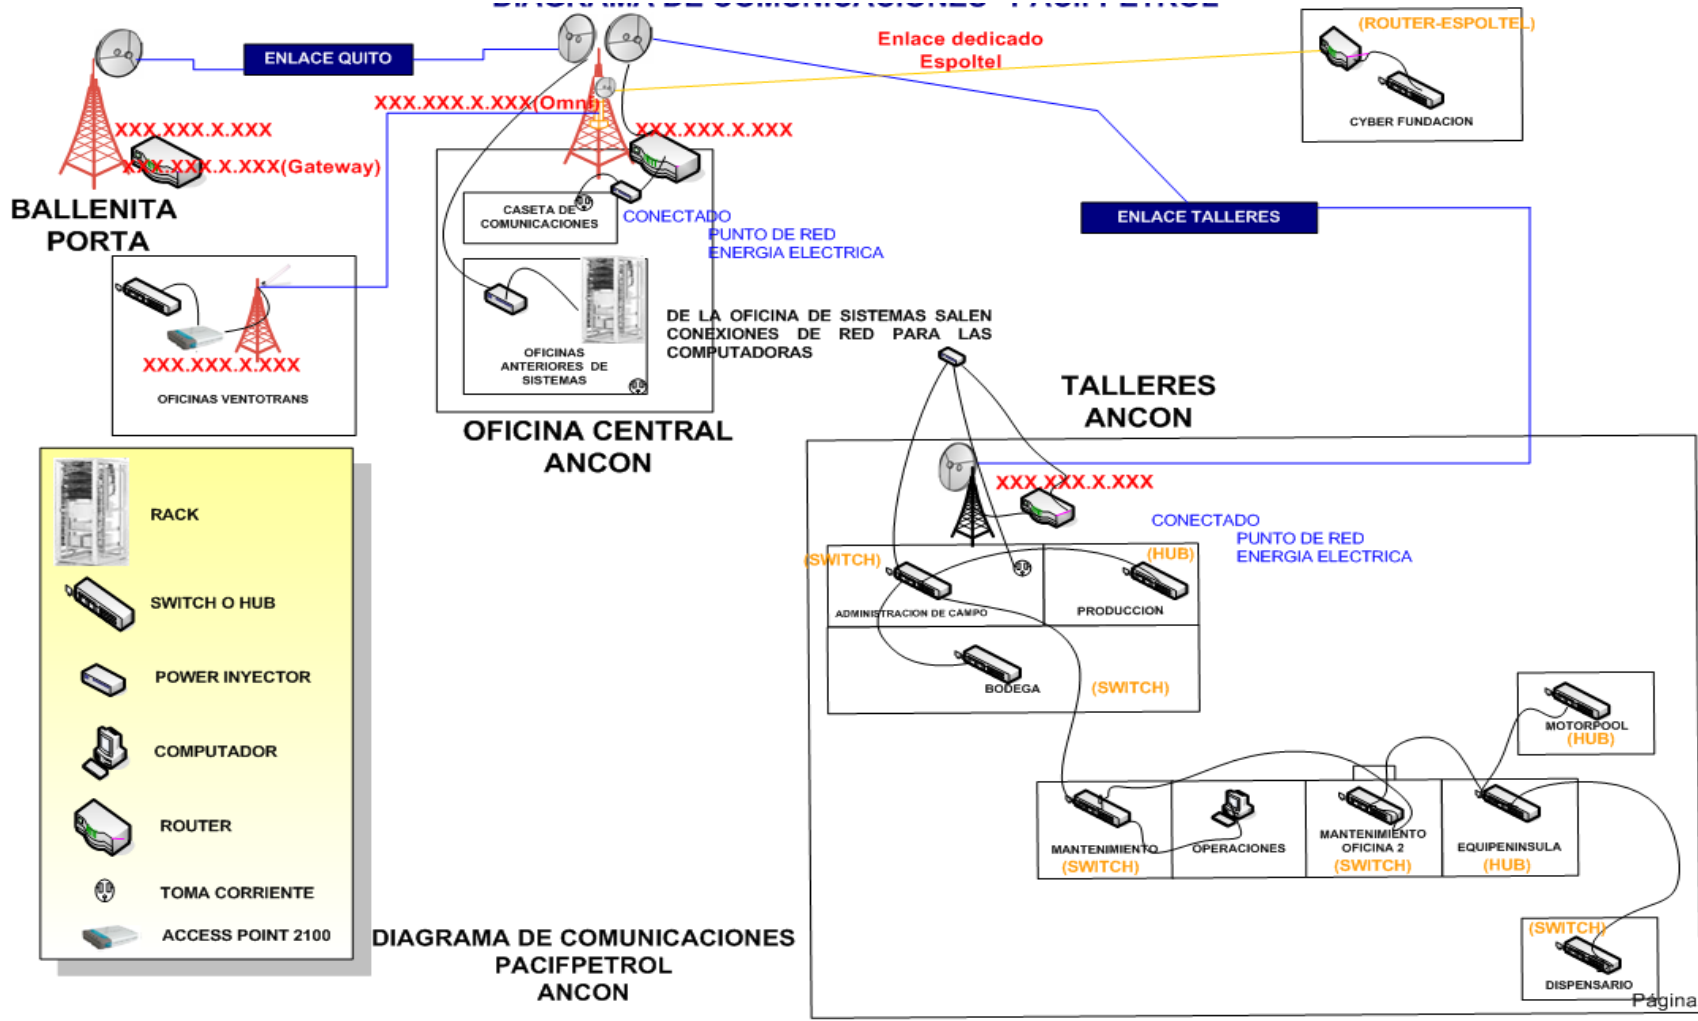 DIAGRAMA DE COMUNICACIONES PACIFPETROL
ENLACE QUITO
Enlace dedicado
Espoltel
(ROUTER-ESPOLTEL)
CYBER FUNDACION
XXX.XXX.X.XXX(Omni)
XXX.XXX.X.XXX
XXX.XXX.X.XXX(Gateway)
XXX.XXX.X.XXX
BALLENITA
PORTA
CASETA DE
COMUNICACIONES
CONECTADO
PUNTO DE RED
ENERGIA ELECTRICA
ENLACE TALLERES
XXX.XXX.X.XXX
OFICINAS VENTOTRANS
OFICINAS
ANTERIORES DE
SISTEMAS
DE LA OFICINA DE SISTEMAS SALEN
CONEXIONES DE RED PARA LAS
COMPUTADORAS
OFICINA CENTRAL
ANCON
TALLERES
ANCON
XXX.XXX.X.XXX
CONECTADO
PUNTO DE RED
ENERGIA ELECTRICA
(SWITCH)
(HUB)
ADMINISTRACION DE CAMPO
PRODUCCION
BODEGA
(SWITCH)
MOTORPOOL
(HUB)
MANTENIMIENTO
(SWITCH)
OPERACIONES
MANTENIMIENTO
OFICINA 2
(SWITCH)
EQUIPENINSULA
(HUB)
(SWITCH)
DISPENSARIO
Página
RACK
SWITCH O HUB
POWER INYECTOR
COMPUTADOR
ROUTER
TOMA CORRIENTE
ACCESS POINT 2100
DIAGRAMA DE COMUNICACIONES
PACIFPETROL
ANCON